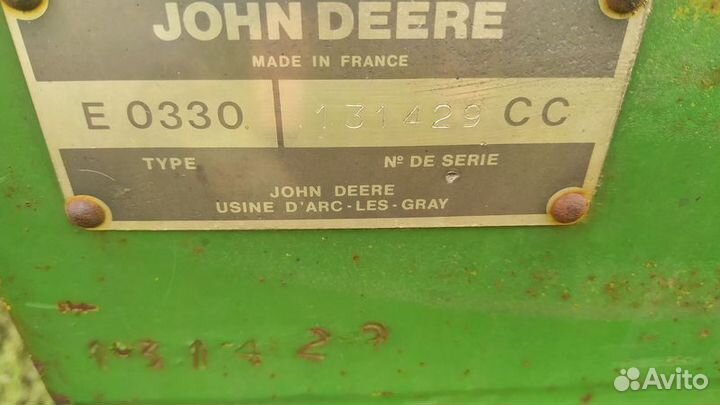 JOHN DEERE
MADE IN FRANCE
E 0330 131429 CC
TYPE Nº DE SERIE
JOHN DEERE
USINE D'ARC-LES-GRAY
Avito